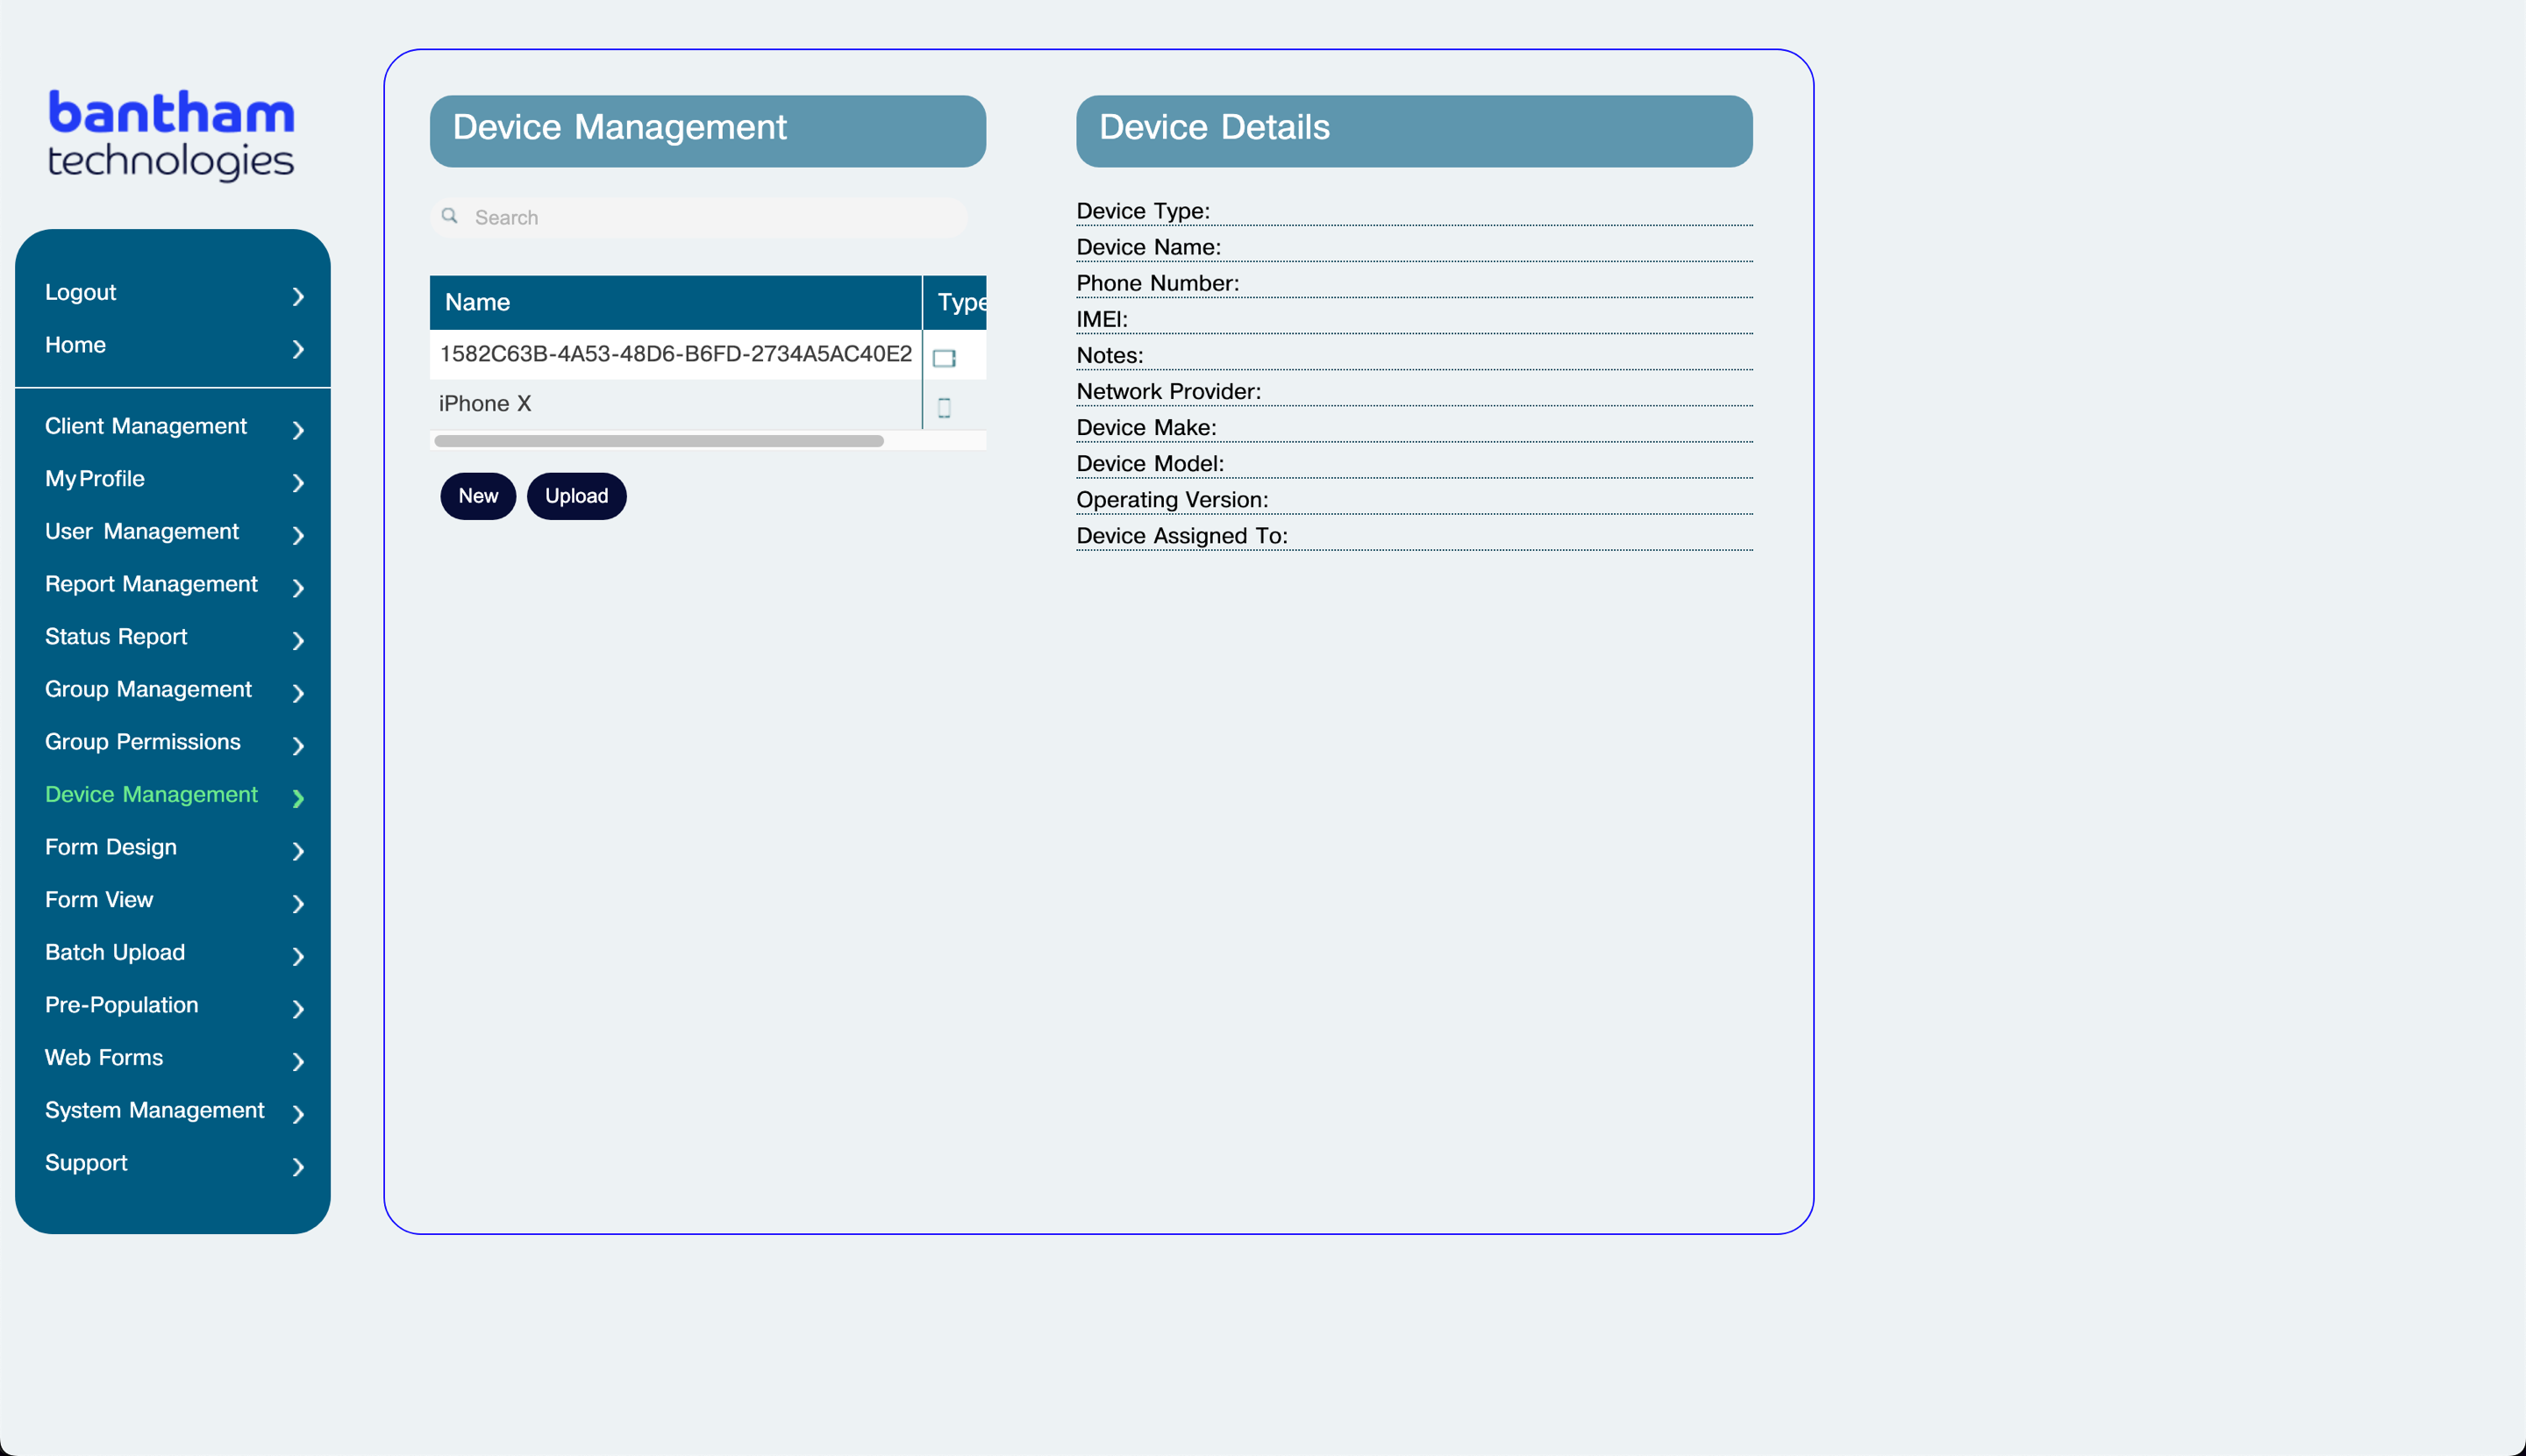 bantham
technologies
Logout
Home
Client Management
My Profile
User Management
Report Management
Status Report
Group Management
Group Permissions
Device Management
Form Design
Form View
Batch Upload
Pre-Population
Web Forms
System Management
Support
Device Management
Search
Name Type
1582C63B-4A53-48D6-B6FD-2734A5AC40E2
iPhone X
New Upload
Device Details
Device Type:
Device Name:
Phone Number:
IMEI:
Notes:
Network Provider:
Device Make:
Device Model:
Operating Version:
Device Assigned To: